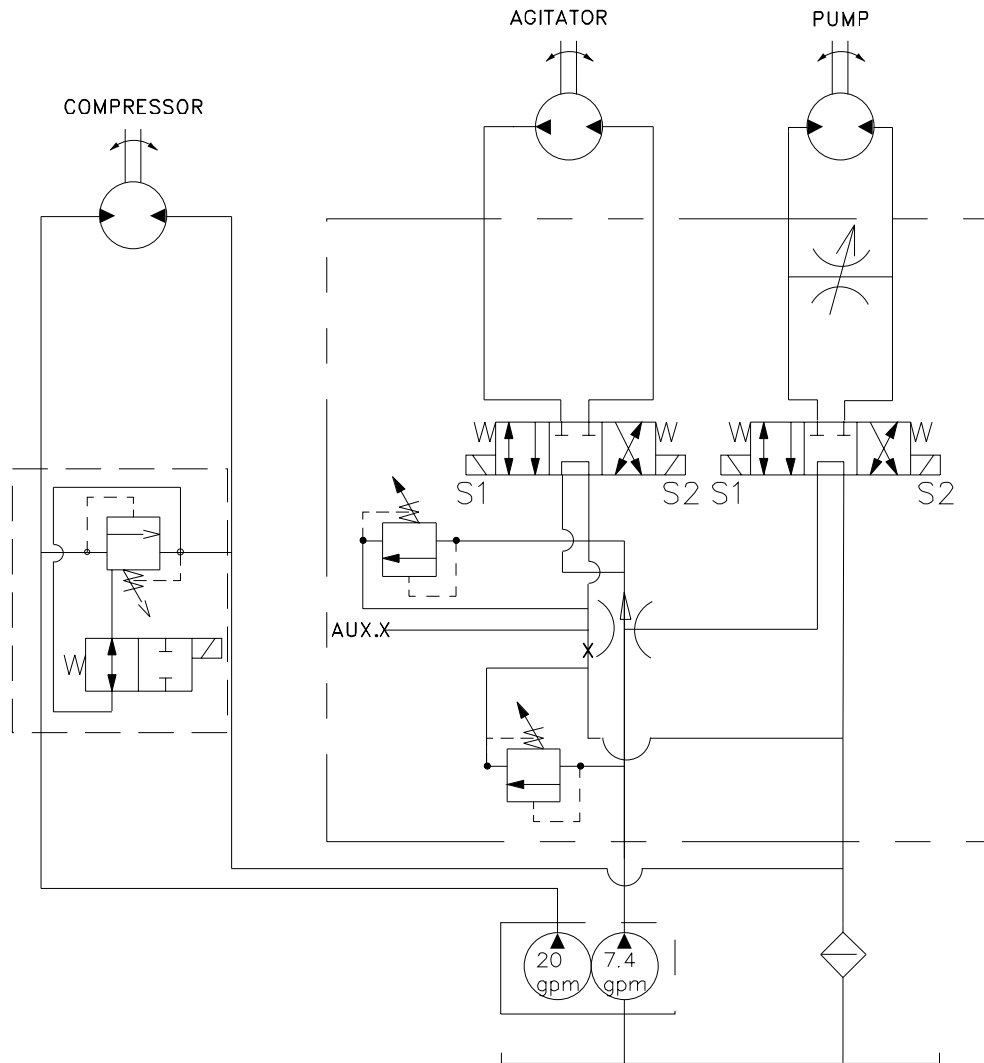 AGITATOR
PUMP
COMPRESSOR
S1
S2
S1
S2
AUX.X
X
20
gpm
7.4
gpm